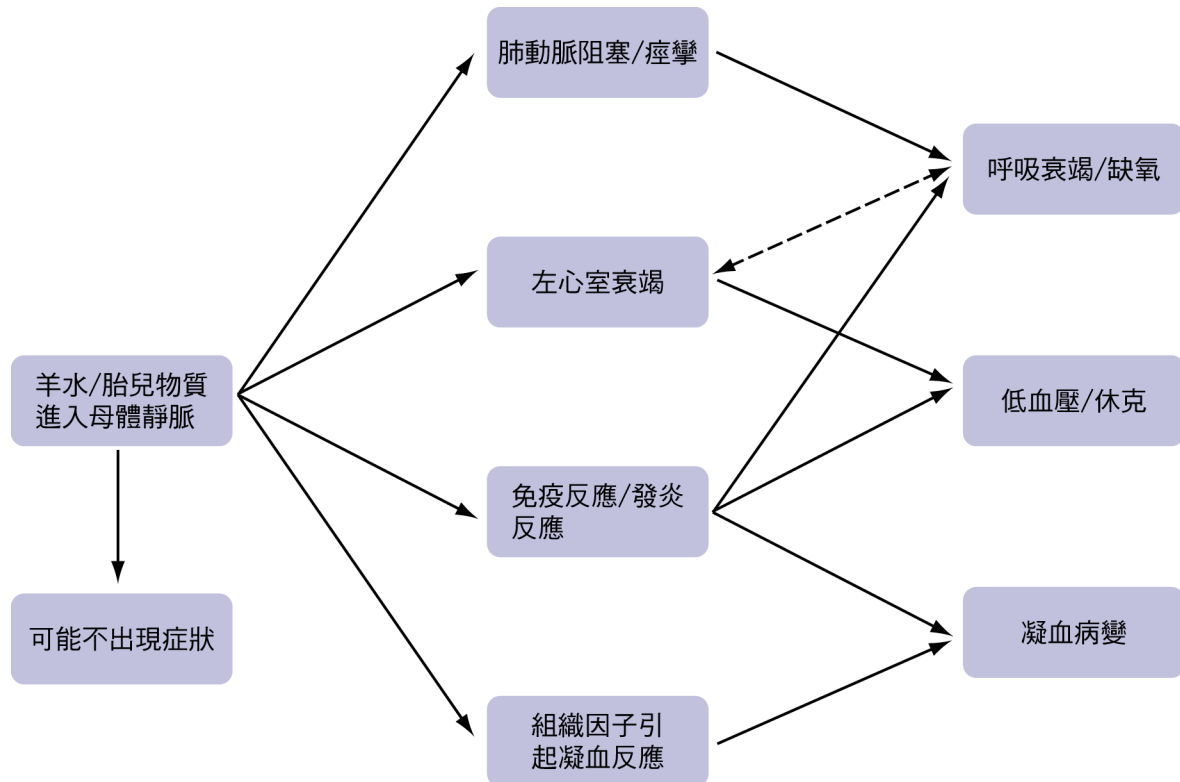 肺動脈阻塞/痙攣
呼吸衰竭/缺氧
左心室衰竭
羊水/胎兒物質
進入母體靜脈
低血壓/休克
免疫反應/發炎
反應
可能不出現症狀
凝血病變
組織因子引
起凝血反應